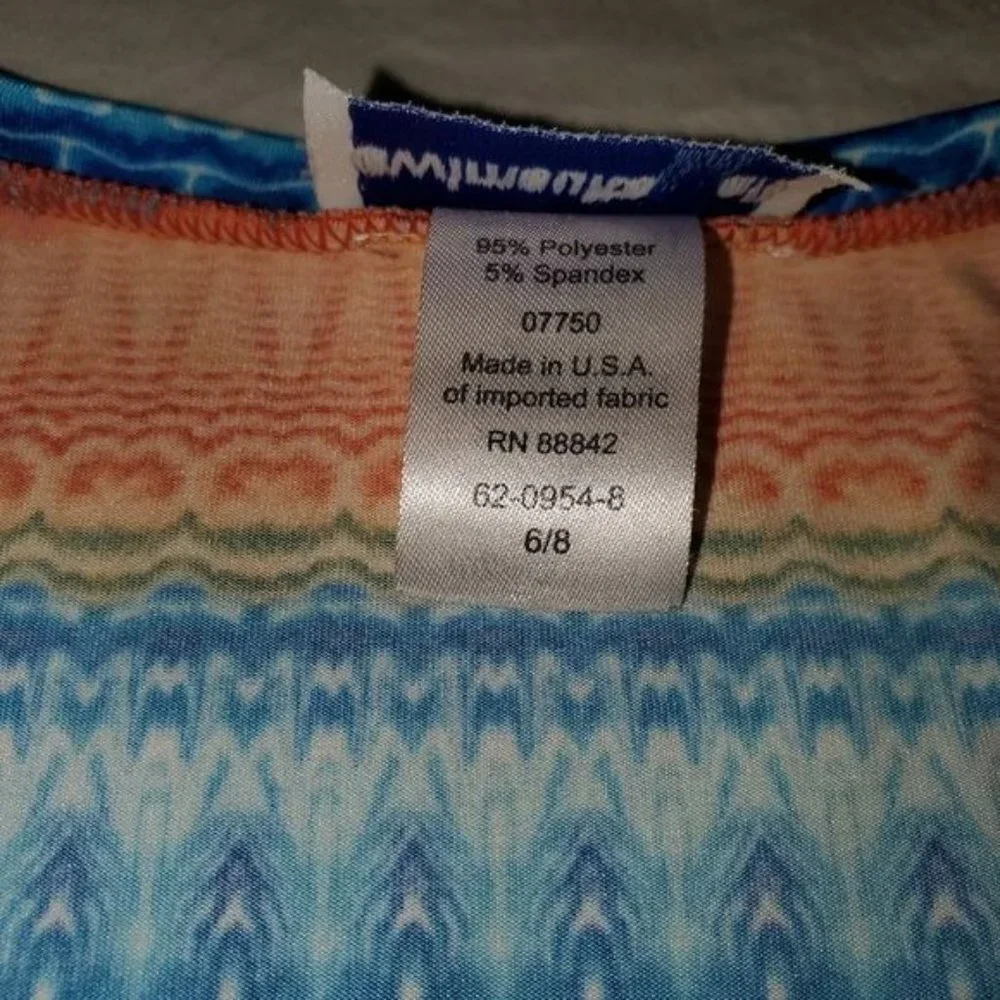 95% Polyester
5% Spandex
07750
Made in U.S.A.
of imported fabric
RN 88842
62-0954-8
6/8